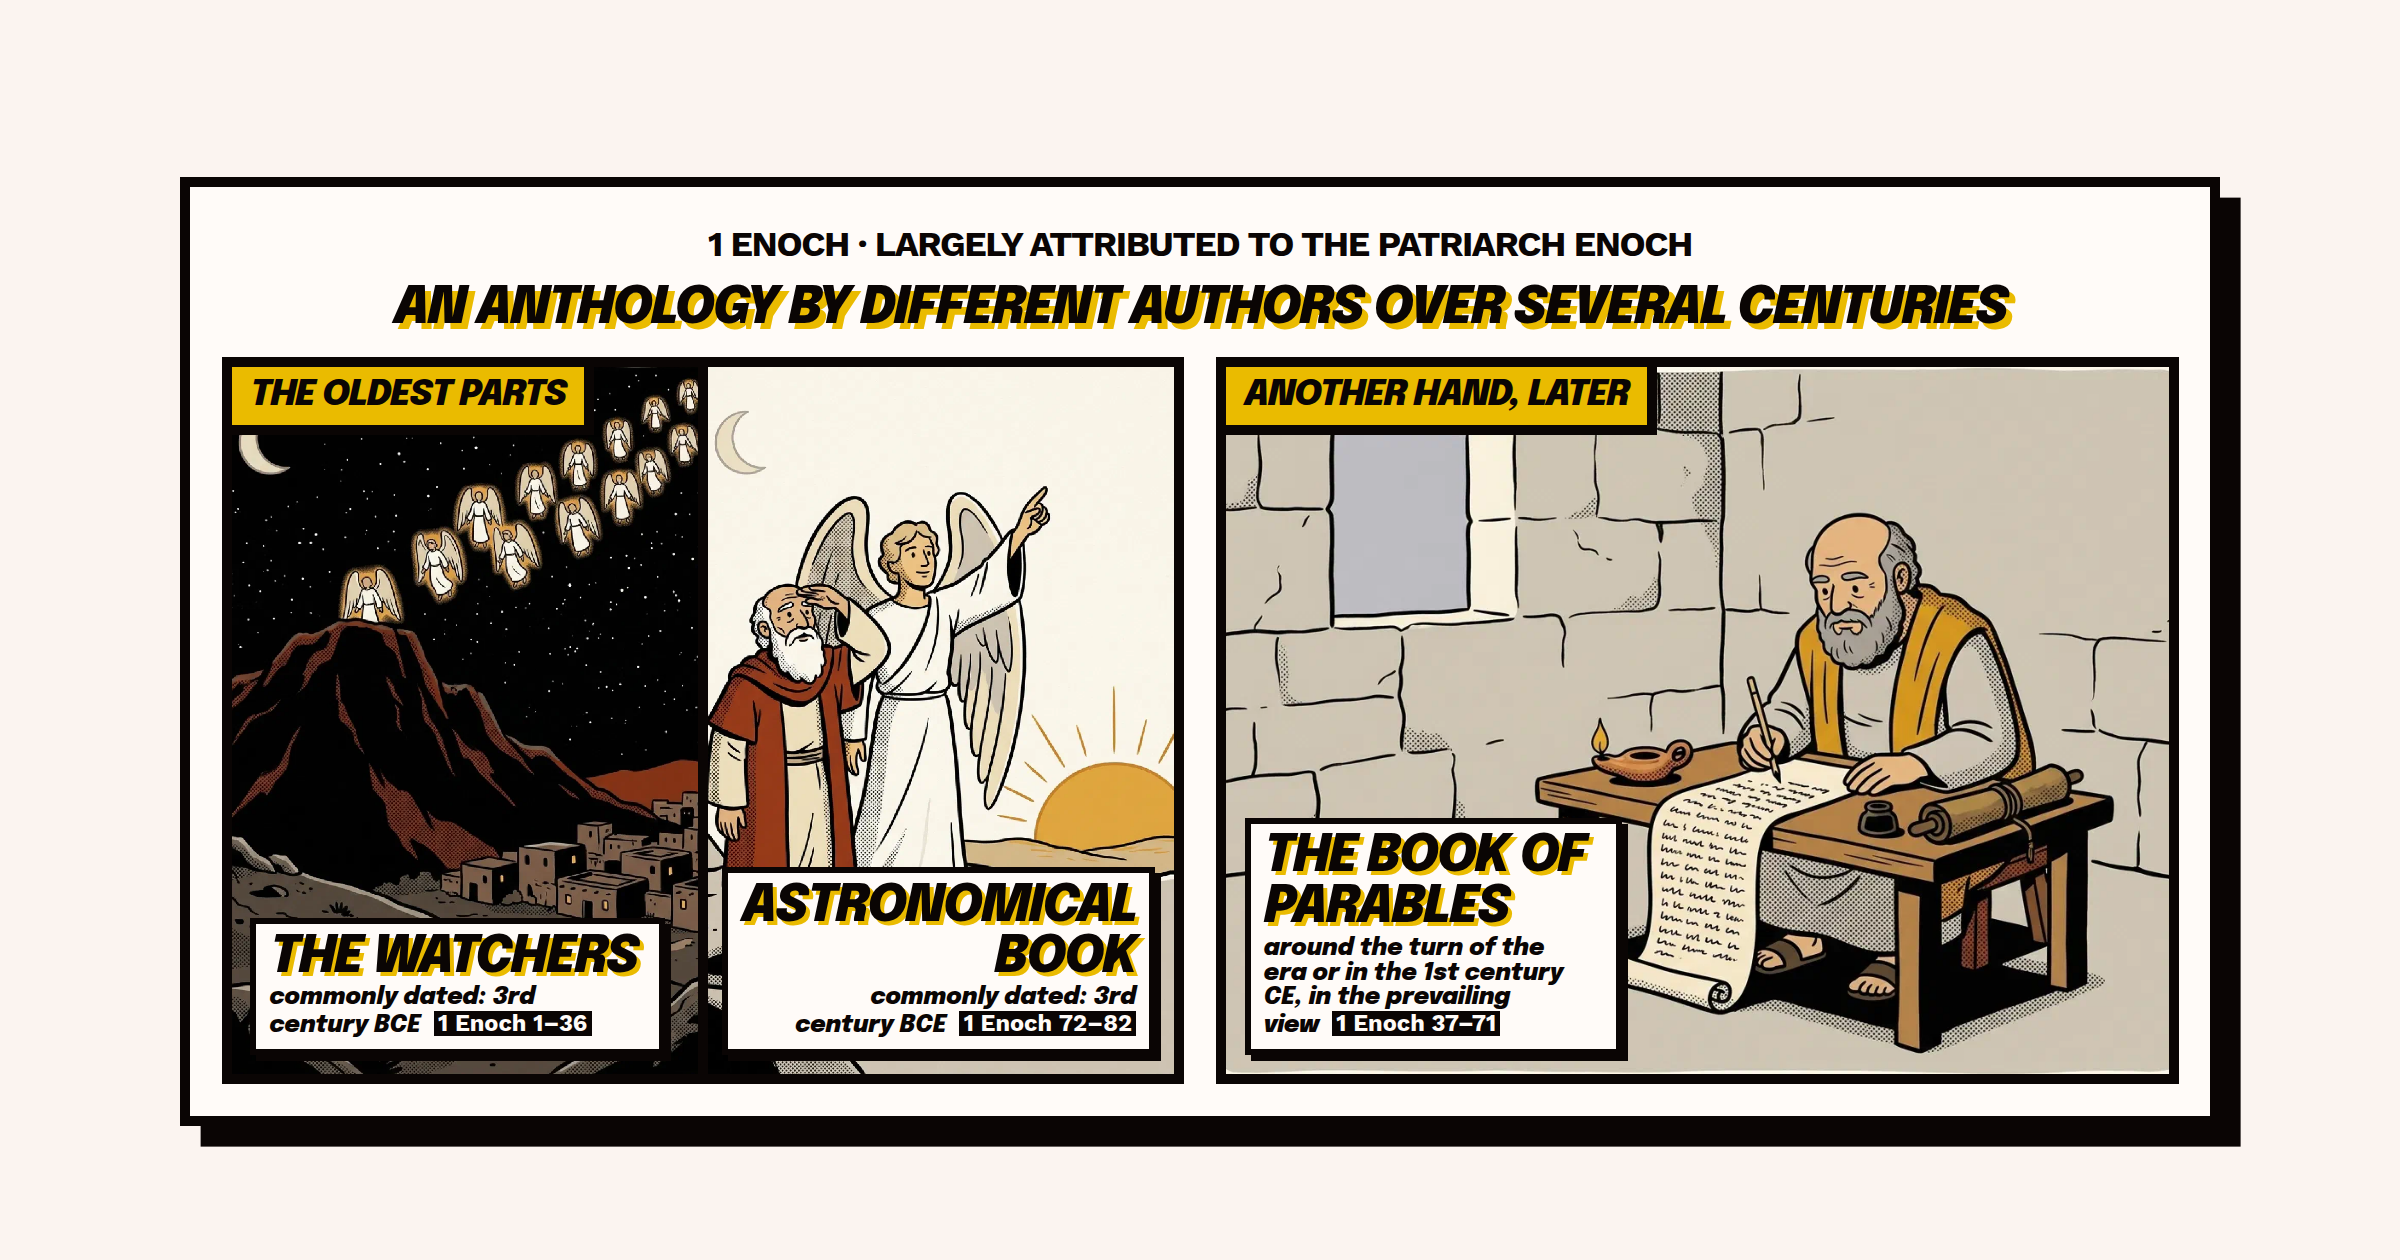 1 ENOCH · LARGELY ATTRIBUTED TO THE PATRIARCH ENOCH
AN ANTHOLOGY BY DIFFERENT AUTHORS OVER SEVERAL CENTURIES
THE OLDEST PARTS
THE WATCHERS
commonly dated: 3rd
century BCE 1 Enoch 1–36
ASTRONOMICAL
BOOK
commonly dated: 3rd
century BCE 1 Enoch 72–82
ANOTHER HAND, LATER
THE BOOK OF
PARABLES
around the turn of the
era or in the 1st century
CE, in the prevailing
view 1 Enoch 37–71